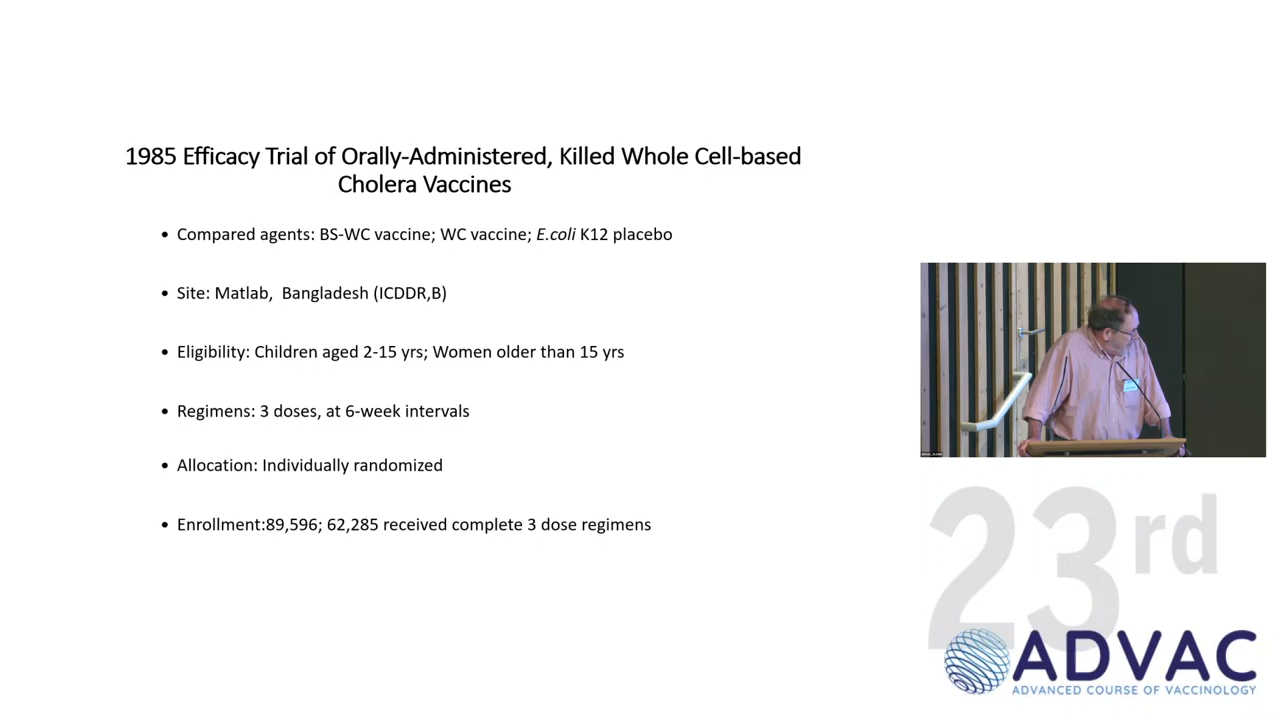 1985 Efficacy Trial of Orally-Administered, Killed Whole Cell-based
Cholera Vaccines
• Compared agents: BS-WC vaccine; WC vaccine; E.coli K12 placebo
• Site: Matlab, Bangladesh (ICDDR,B)
• Eligibility: Children aged 2-15 yrs; Women older than 15 yrs
• Regimens: 3 doses, at 6-week intervals
• Allocation: Individually randomized
• Enrollment:89,596; 62,285 received complete 3 dose regimens
23rd
ADVAC
ADVANCED COURSE OF VACCINOLOGY